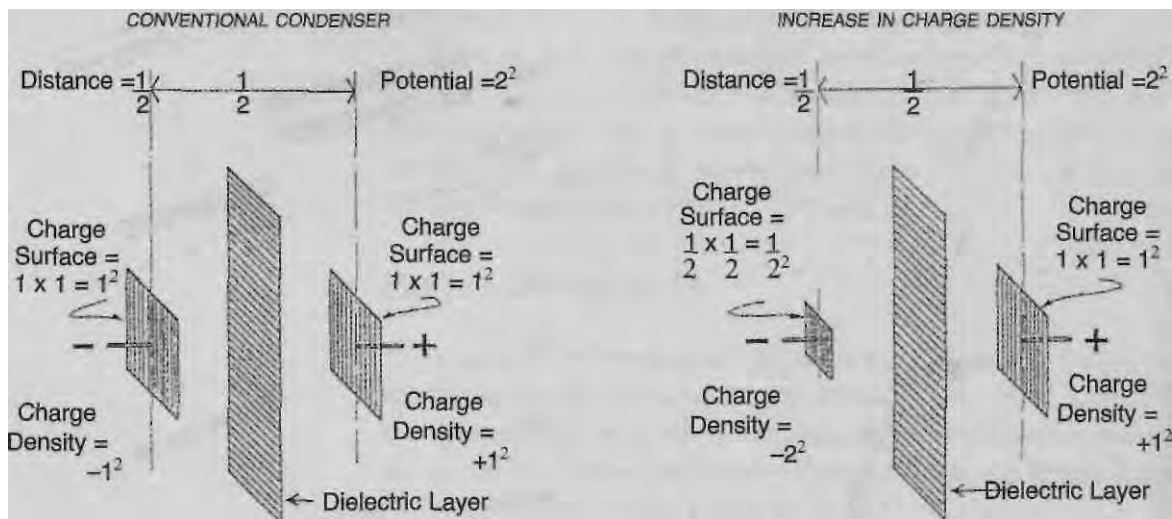 CONVENTIONAL CONDENSER
Distance = 1/2
1/2
Potential = 2²
Charge
Surface =
1 x 1 = 1²
Charge
Surface =
1 x 1 = 1²
−
+
Charge
Density =
−1²
Charge
Density =
+1²
Dielectric Layer
INCREASE IN CHARGE DENSITY
Distance = 1/2
1/2
Potential = 2²
Charge
Surface =
1/2 x 1/2 = 1/2²
Charge
Surface =
1 x 1 = 1²
−
+
Charge
Density =
−2²
Charge
Density =
+1²
Dielectric Layer